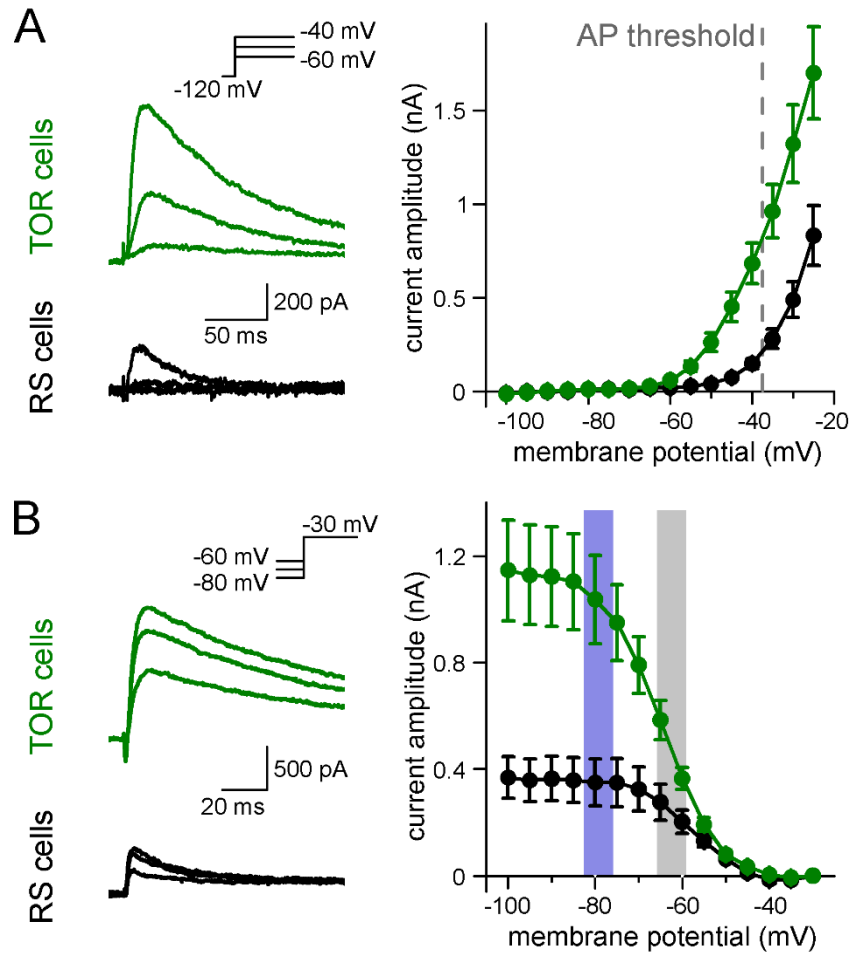 A
-40 mV
-60 mV
-120 mV
TOR cells
RS cells
200 pA
50 ms
AP threshold
current amplitude (nA)
1.5
1
0.5
0
-100 -80 -60 -40 -20
membrane potential (mV)
B
-30 mV
-60 mV
-80 mV
TOR cells
RS cells
500 pA
20 ms
current amplitude (nA)
1.2
0.8
0.4
0
-100 -80 -60 -40
membrane potential (mV)